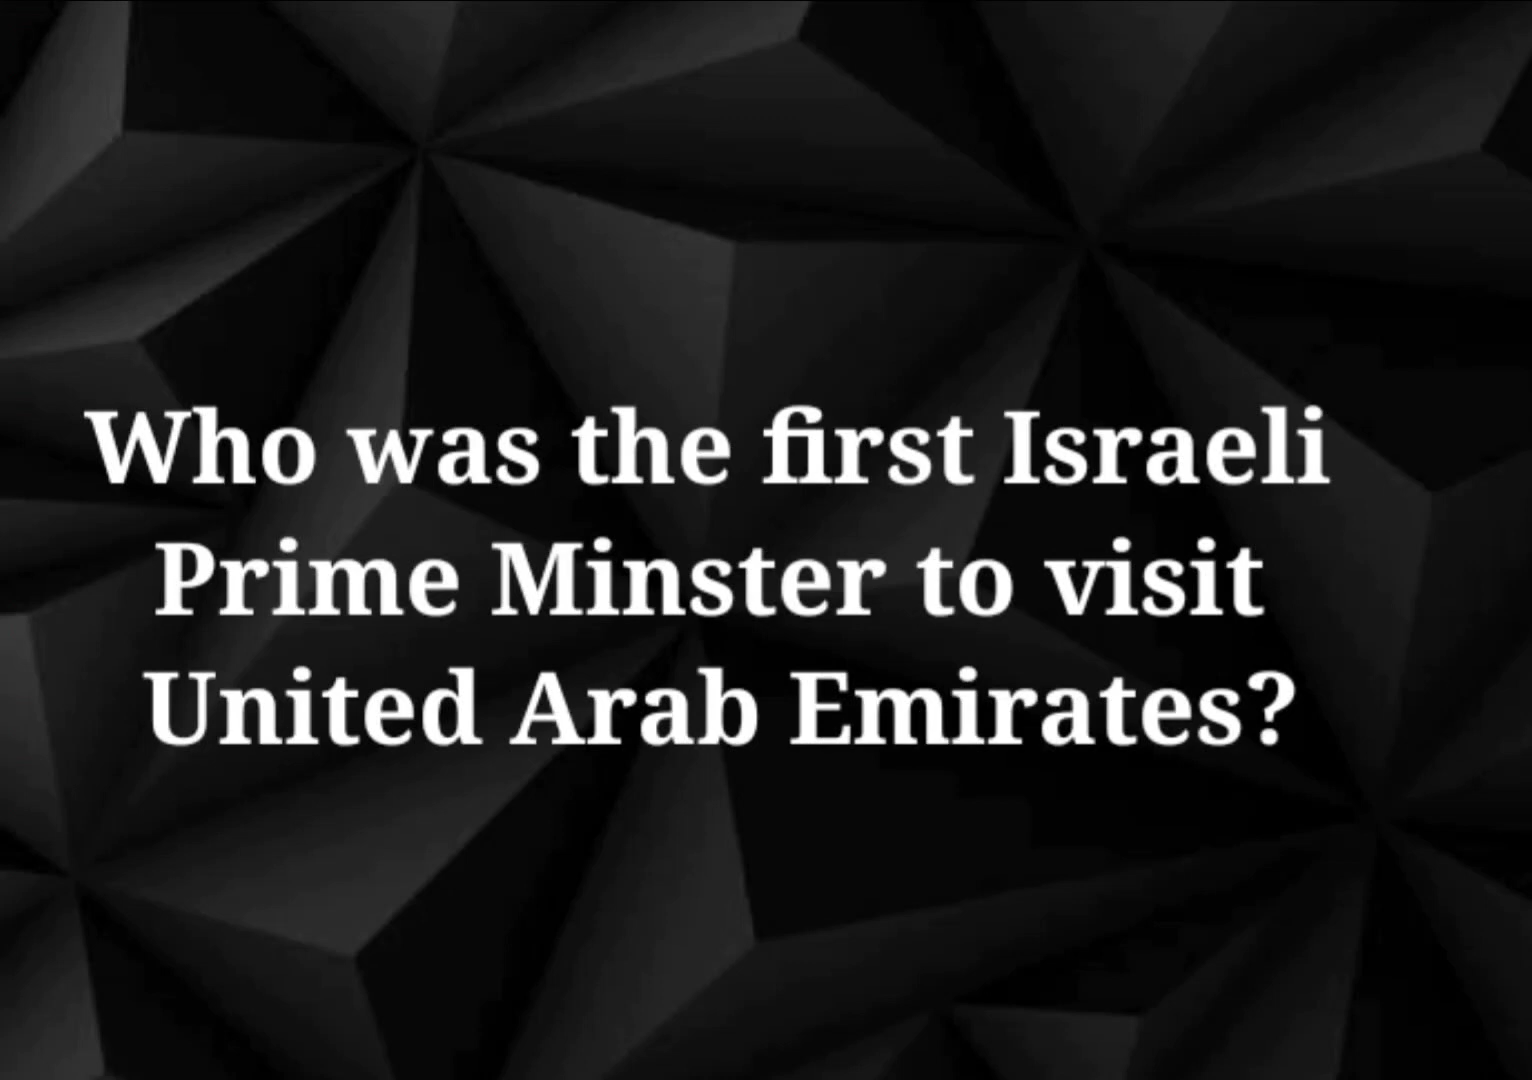 Who was the first Israeli
Prime Minster to visit
United Arab Emirates?